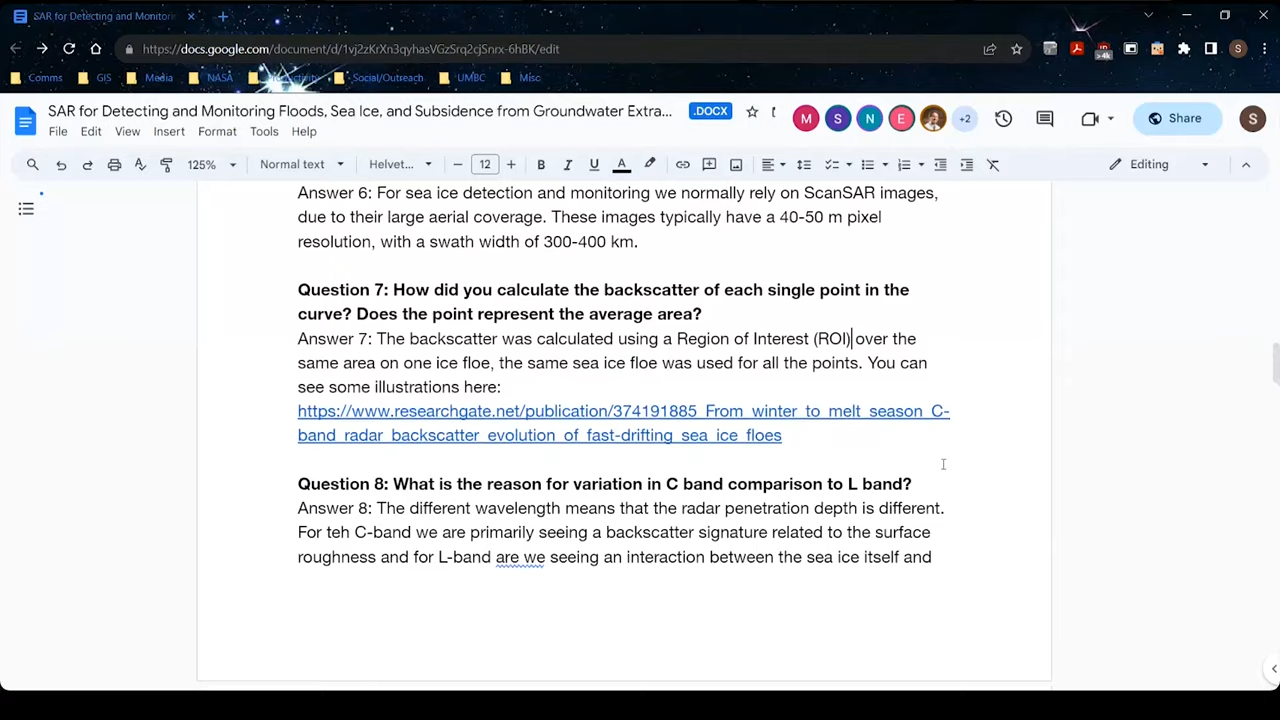 SAR for Detecting and Monitorin
https://docs.google.com/document/d/1vj2zKrXn3qyhasVGzSrq2cjSnrx-6hBK/edit
>4k
S
Comms
GIS
Media
NASA
Social/Outreach
UMBC
Misc
SAR for Detecting and Monitoring Floods, Sea Ice, and Subsidence from Groundwater Extra...
.DOCX
M
S
N
E
+2
Share
S
File
Edit
View
Insert
Format
Tools
Help
125%
Normal text
Helvet...
12
B
I
U
A
Editing
Answer 6: For sea ice detection and monitoring we normally rely on ScanSAR images,
due to their large aerial coverage. These images typically have a 40-50 m pixel
resolution, with a swath width of 300-400 km.
Question 7: How did you calculate the backscatter of each single point in the
curve? Does the point represent the average area?
Answer 7: The backscatter was calculated using a Region of Interest (ROI) over the
same area on one ice floe, the same sea ice floe was used for all the points. You can
see some illustrations here:
https://www.researchgate.net/publication/374191885_From_winter_to_melt_season_C-
band_radar_backscatter_evolution_of_fast-drifting_sea_ice_floes
Question 8: What is the reason for variation in C band comparison to L band?
Answer 8: The different wavelength means that the radar penetration depth is different.
For teh C-band we are primarily seeing a backscatter signature related to the surface
roughness and for L-band are we seeing an interaction between the sea ice itself and